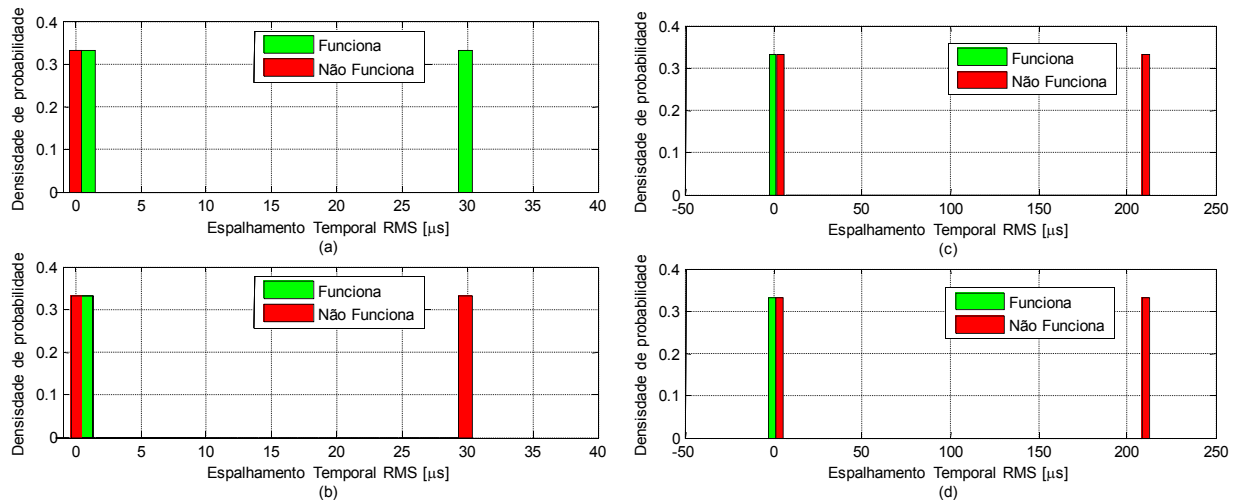 Densidade de probabilidade
0.4
0.3
0.2
0.1
0
Funciona
Não Funciona
0 5 10 15 20 25 30 35 40
Espalhamento Temporal RMS [μs]
(a)
Densisdade de probabilidade
0.4
0.3
0.2
0.1
0
Funciona
Não Funciona
0 5 10 15 20 25 30 35 40
Espalhamento Temporal RMS [μs]
(b)
Densisdade de probabilidade
0.4
0.3
0.2
0.1
0
Funciona
Não Funciona
-50 0 50 100 150 200 250
Espalhamento Temporal RMS [μs]
(c)
Densisdade de probabilidade
0.4
0.3
0.2
0.1
0
Funciona
Não Funciona
-50 0 50 100 150 200 250
Espalhamento Temporal RMS [μs]
(d)